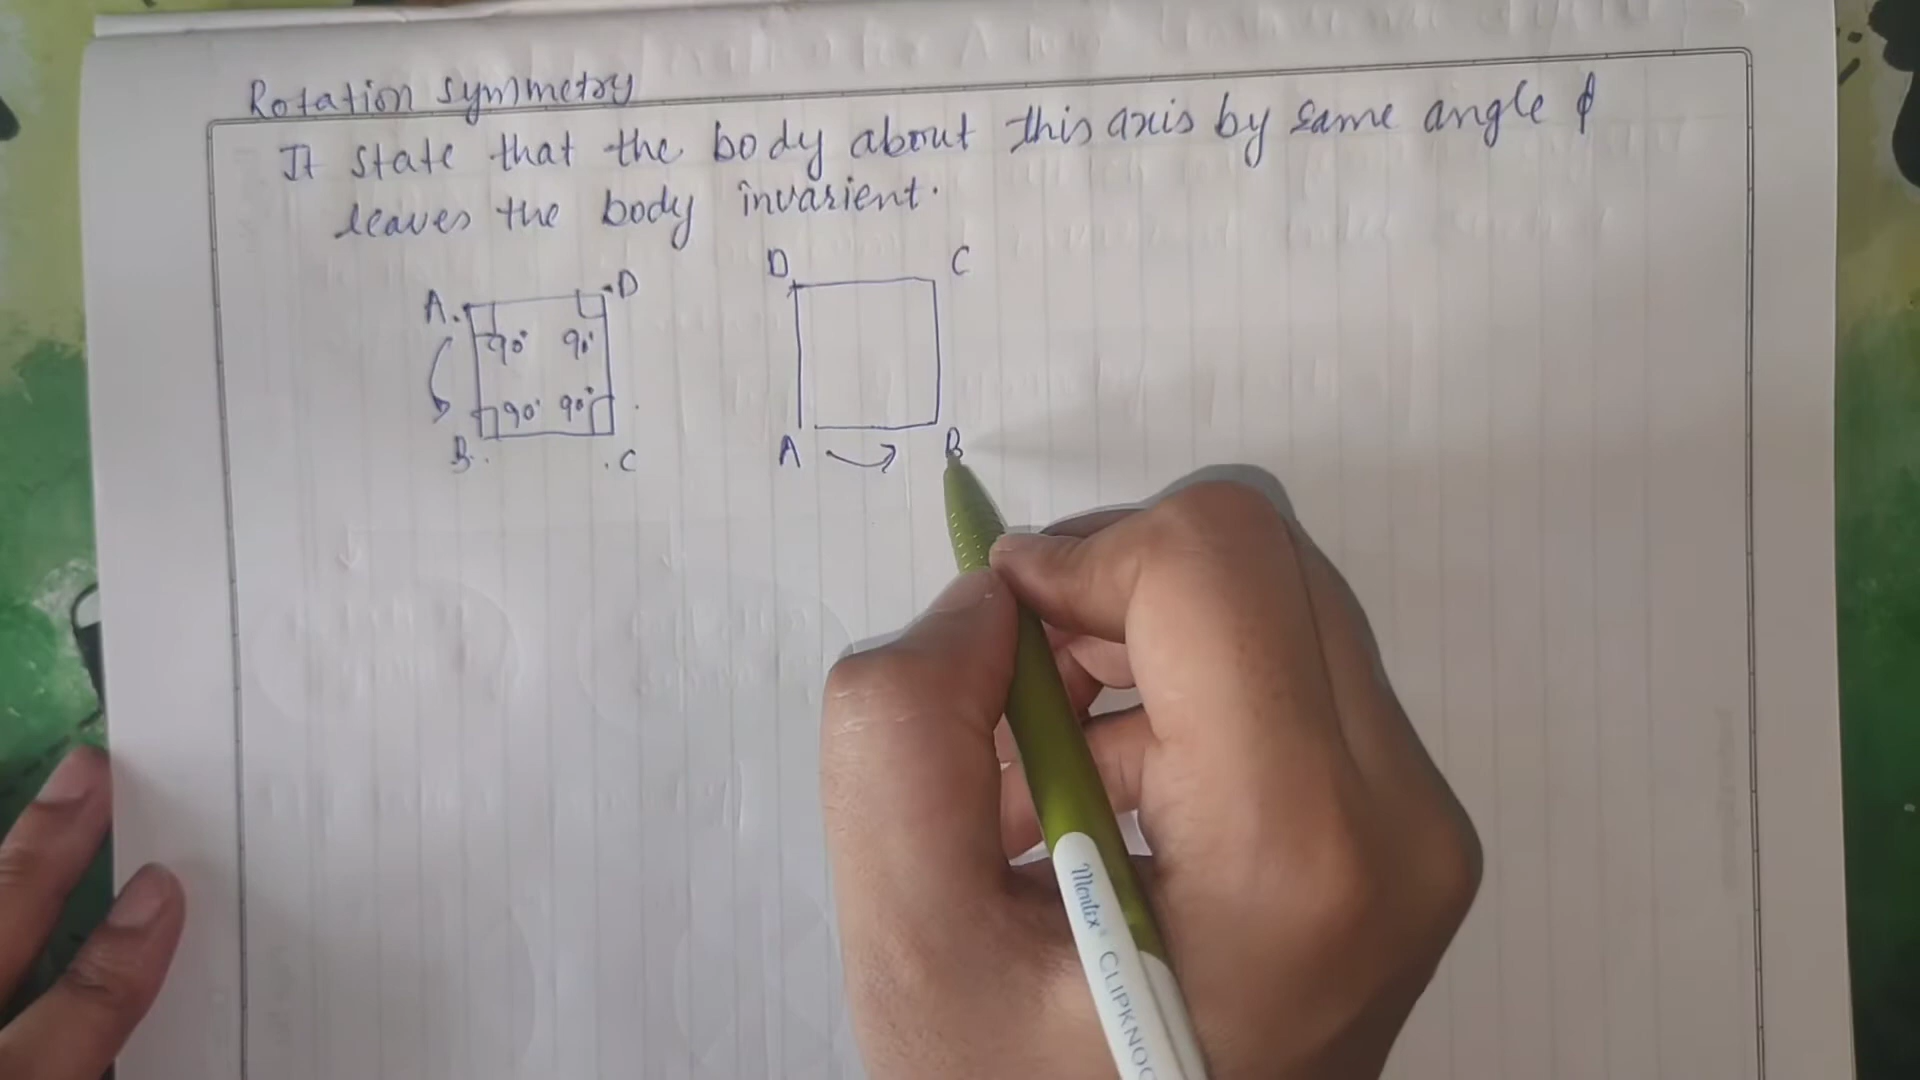 Rotation symmetry
It state that the body about this axis by same angle ϕ
leaves the body invarient.
D C
A. .D
90° 90°
90° 90°
B. .C
A B
Montex® CLIPKNOC